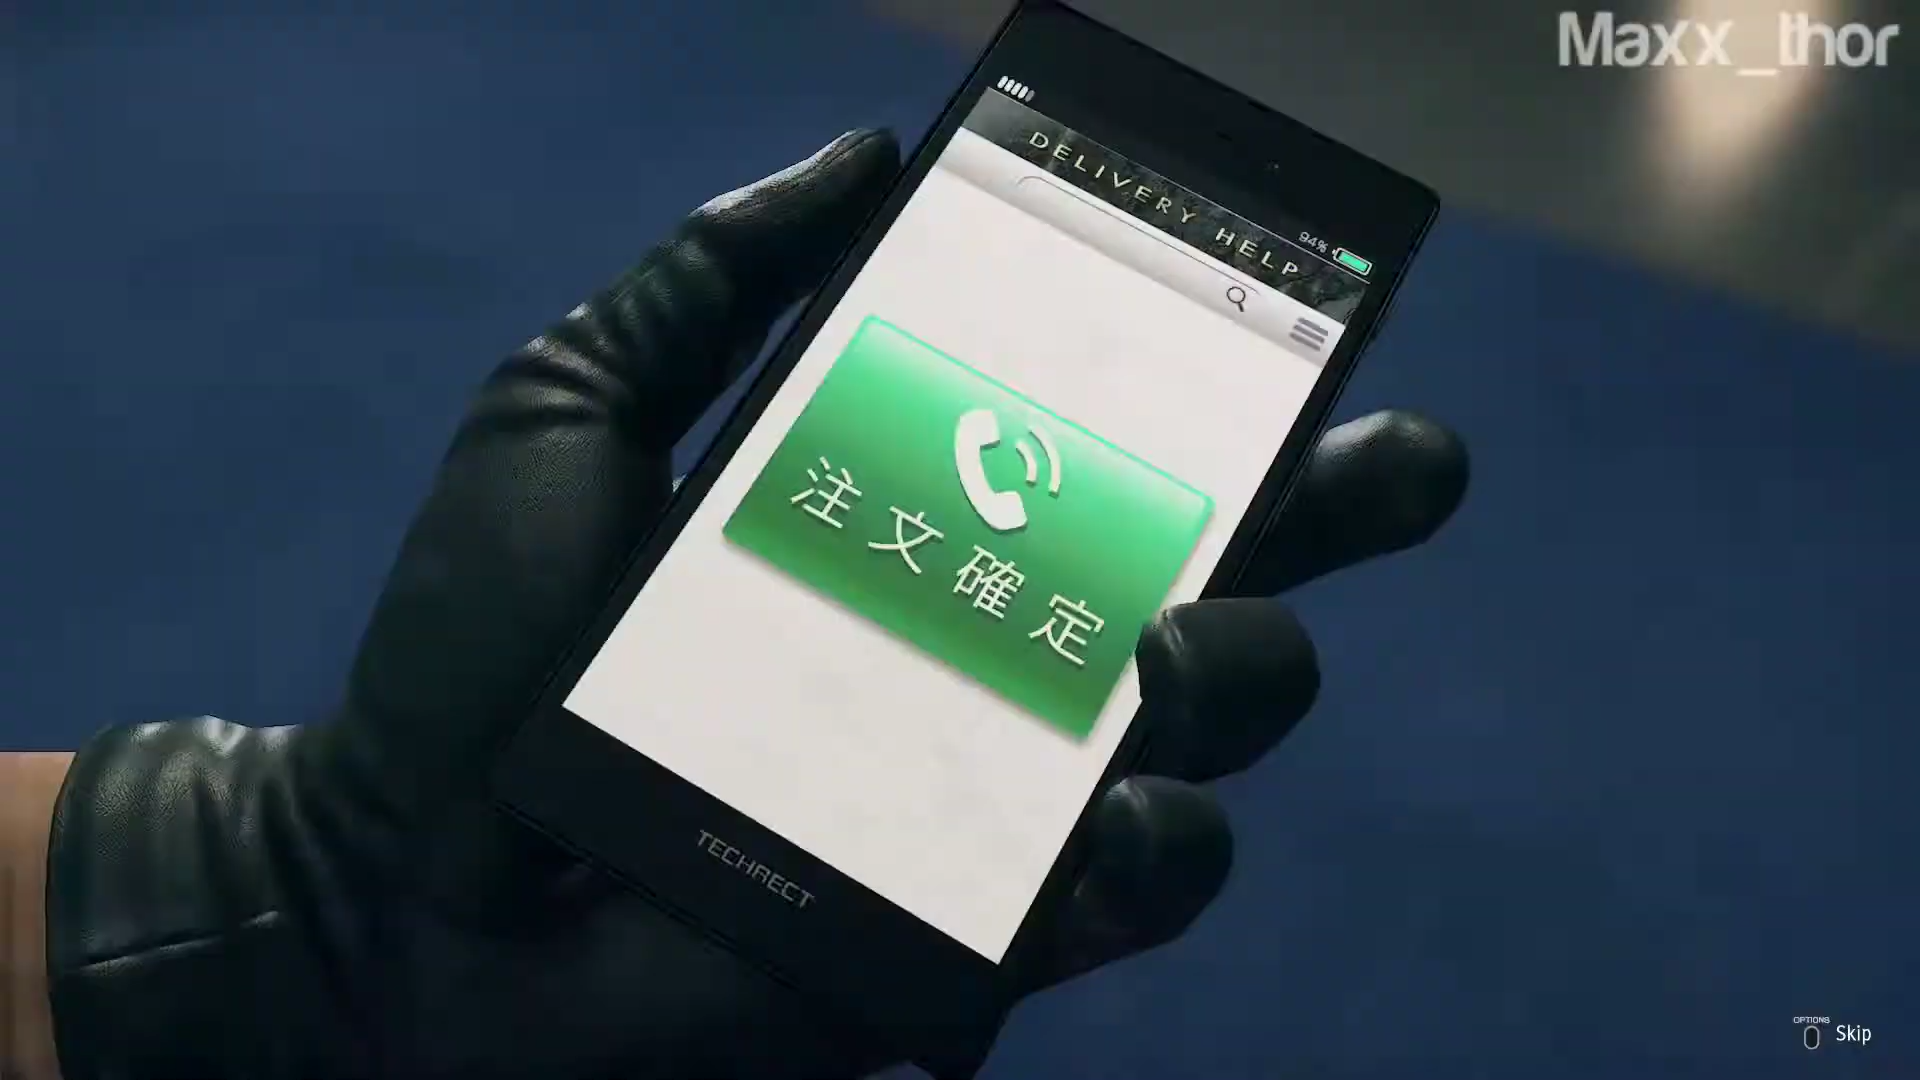 Maxx_thor
DELIVERY HELP
94%
注文確定
TECHRECT
OPTIONS
Skip